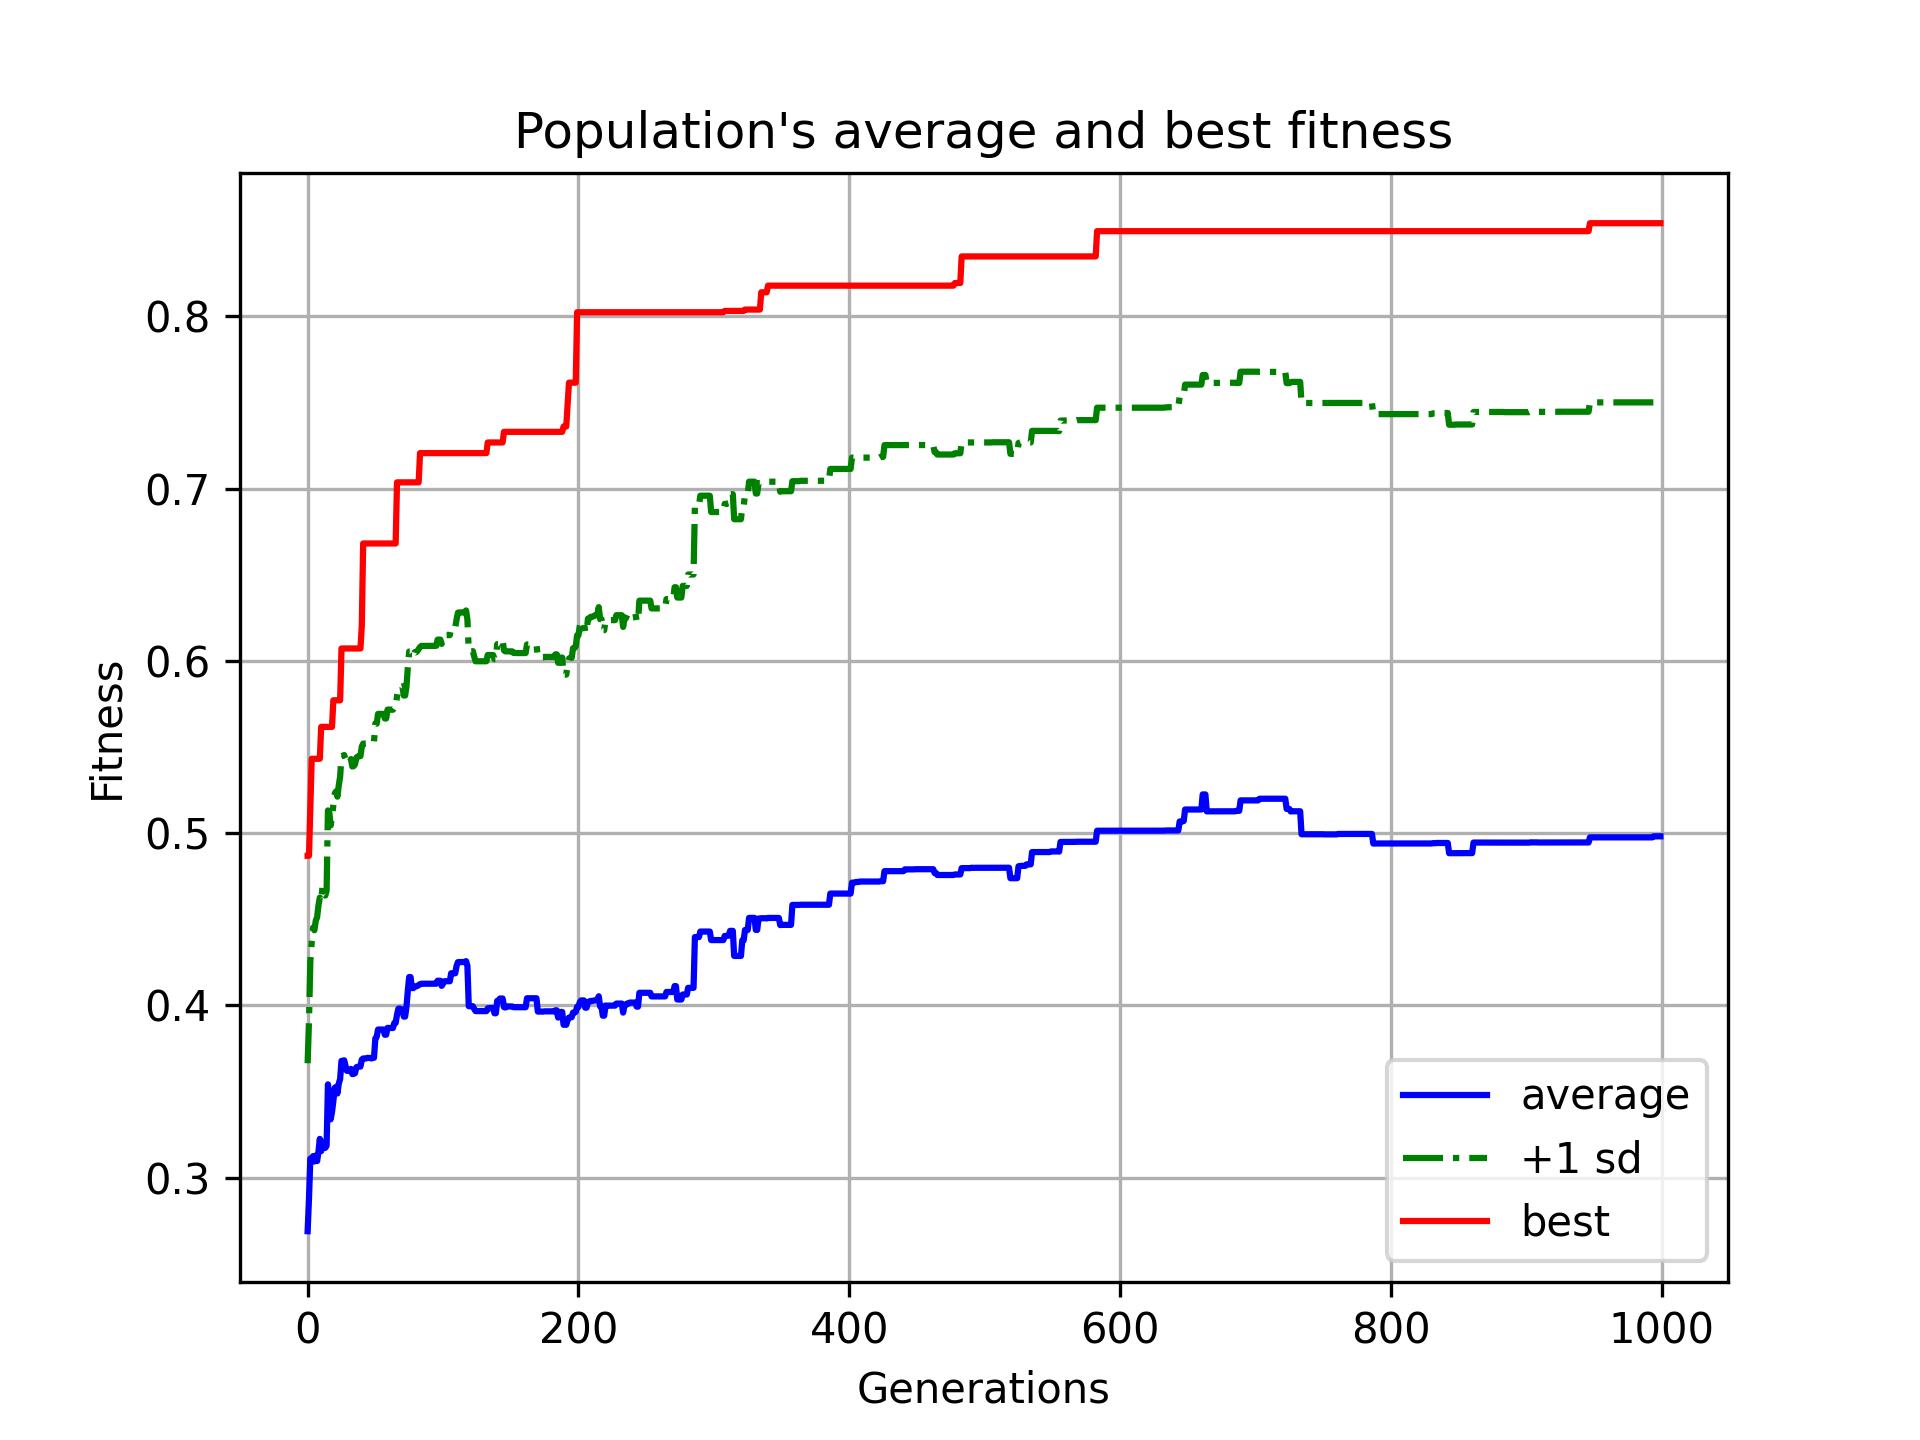 Population's average and best fitness
Fitness
0.8
0.7
0.6
0.5
0.4
0.3
0
200
400
600
800
1000
Generations
average
+1 sd
best